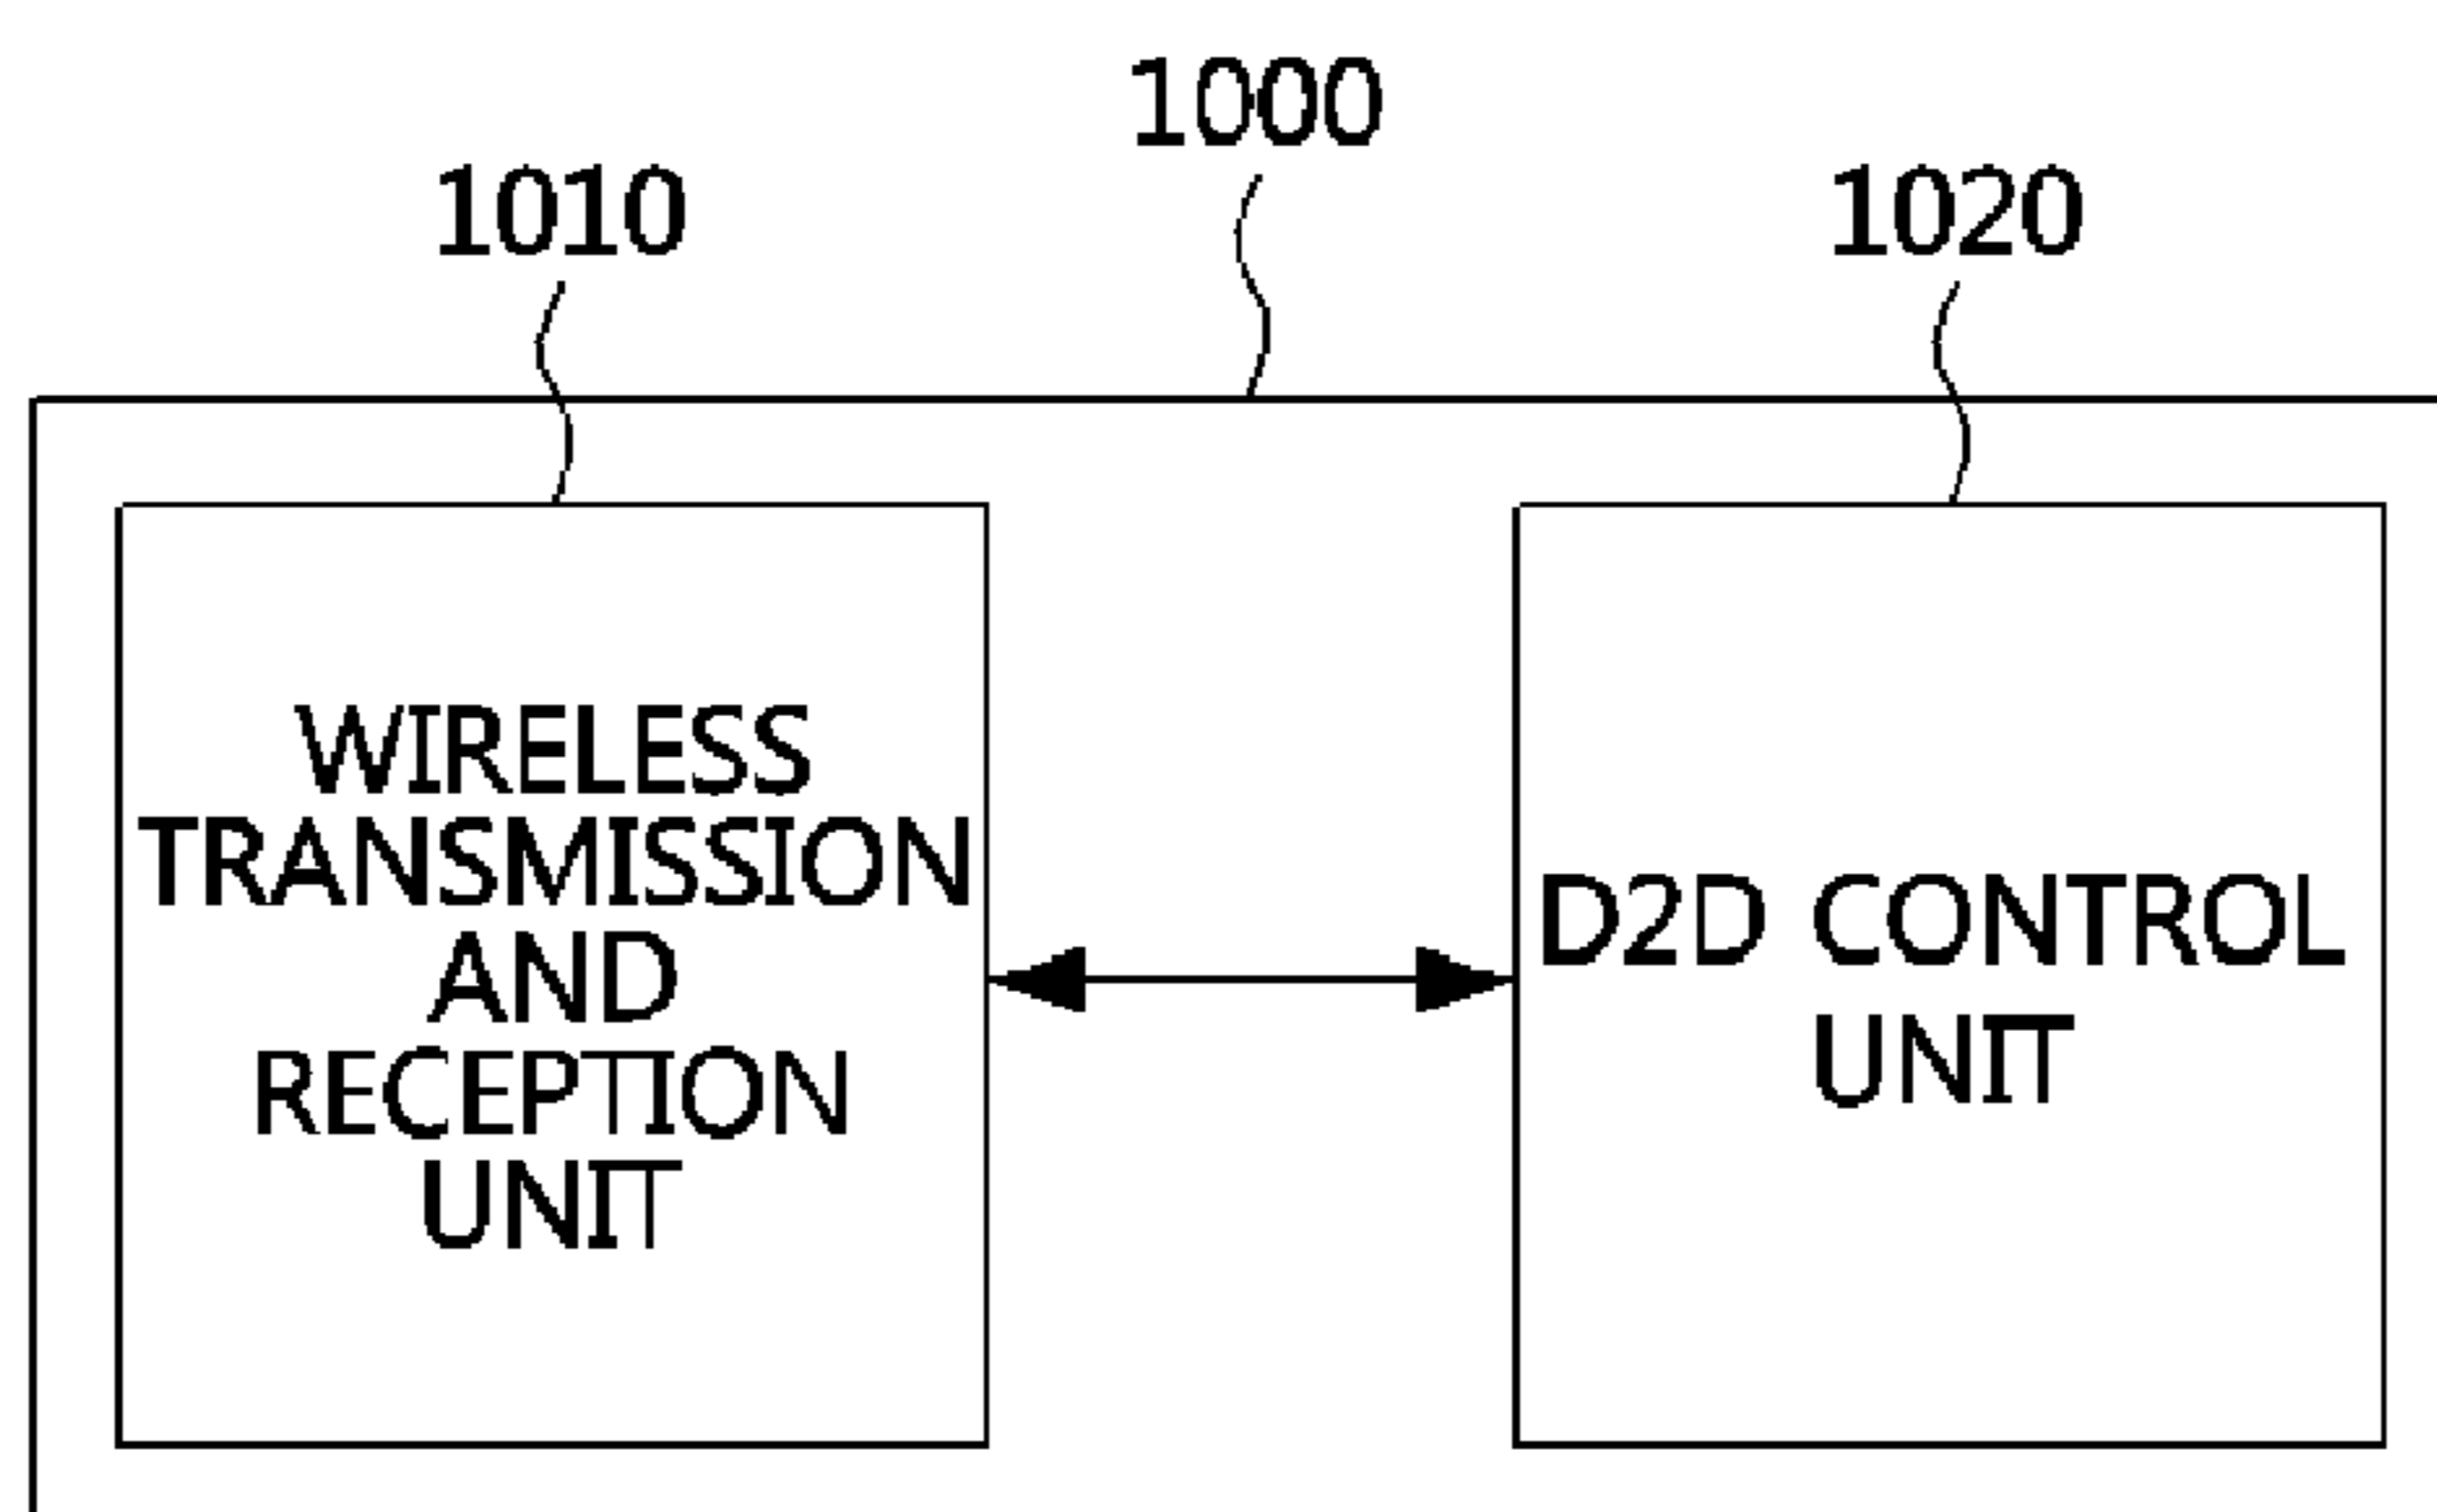 1000
1010
1020
WIRELESS
TRANSMISSION
AND
RECEPTION
UNIT
D2D CONTROL
UNIT